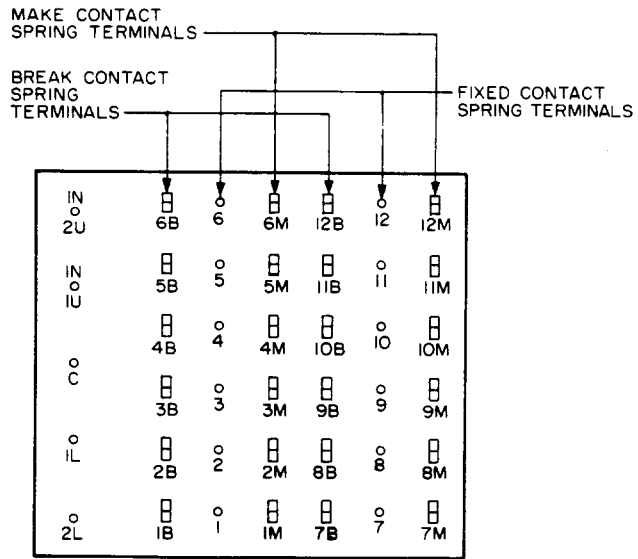 MAKE CONTACT
SPRING TERMINALS
BREAK CONTACT
SPRING
TERMINALS
FIXED CONTACT
SPRING TERMINALS
IN
2U
6B 6 6M 12B 12 12M
IN
1U
5B 5 5M 11B 11 11M
4B 4 4M 10B 10 10M
C
3B 3 3M 9B 9 9M
1L
2B 2 2M 8B 8 8M
2L
1B 1 1M 7B 7 7M